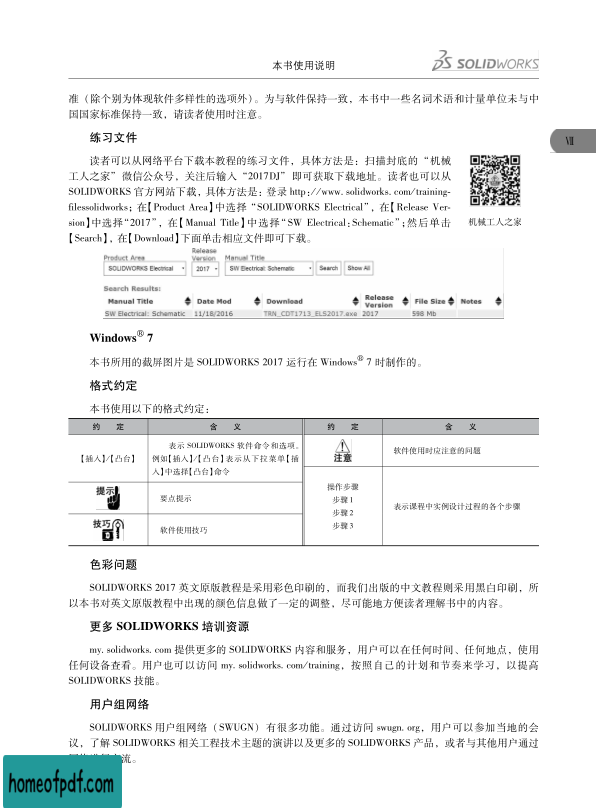 本书使用说明
SOLIDWORKS
准（除个别为体现软件多样性的选项外）。为与软件保持一致，本书中一些名词术语和计量单位未与中
国国家标准保持一致，请读者使用时注意。
VII
练习文件
读者可以从网络平台下载本教程的练习文件，具体方法是：扫描封底的“机械
工人之家”微信公众号，关注后输入“2017DJ”即可获取下载地址。读者也可以从
SOLIDWORKS 官方网站下载，具体方法是：登录 http://www. solidworks. com/training-
filessolidworks；在【Product Area】中选择“SOLIDWORKS Electrical”，在【Release Ver-
sion】中选择“2017”，在【Manual Title】中选择“SW Electrical：Schematic”；然后单击
【Search】，在【Download】下面单击相应文件即可下载。
机械工人之家
Product Area Release Version Manual Title
SOLIDWORKS Electrical 2017 SW Electrical: Schematic Search Show All
Search Results:
Manual Title Date Mod Download Release Version File Size Notes
SW Electrical: Schematic 11/18/2016 TRN_CDT1713_ELS2017.exe 2017 598 Mb
Windows® 7
本书所用的截屏图片是 SOLIDWORKS 2017 运行在 Windows® 7 时制作的。
格式约定
本书使用以下的格式约定：
约 定 含 义 约 定 含 义
【插入】/【凸台】
表示 SOLIDWORKS 软件命令和选项。
例如【插入】/【凸台】表示从下拉菜单【插
入】中选择【凸台】命令
注意
软件使用时应注意的问题
提示
要点提示
技巧
软件使用技巧
操作步骤
步骤 1
步骤 2
步骤 3
表示课程中实例设计过程的各个步骤
色彩问题
SOLIDWORKS 2017 英文原版教程是采用彩色印刷的，而我们出版的中文教程则采用黑白印刷，所
以本书对英文原版教程中出现的颜色信息做了一定的调整，尽可能地方便读者理解书中的内容。
更多 SOLIDWORKS 培训资源
my. solidworks. com 提供更多的 SOLIDWORKS 内容和服务，用户可以在任何时间、任何地点，使用
任何设备查看。用户也可以访问 my. solidworks. com/training，按照自己的计划和节奏来学习，以提高
SOLIDWORKS 技能。
用户组网络
SOLIDWORKS 用户组网络（SWUGN）有很多功能。通过访问 swugn. org，用户可以参加当地的会
议，了解 SOLIDWORKS 相关工程技术主题的演讲以及更多的 SOLIDWORKS 产品，或者与其他用户通过
流。
homeofpdf.com